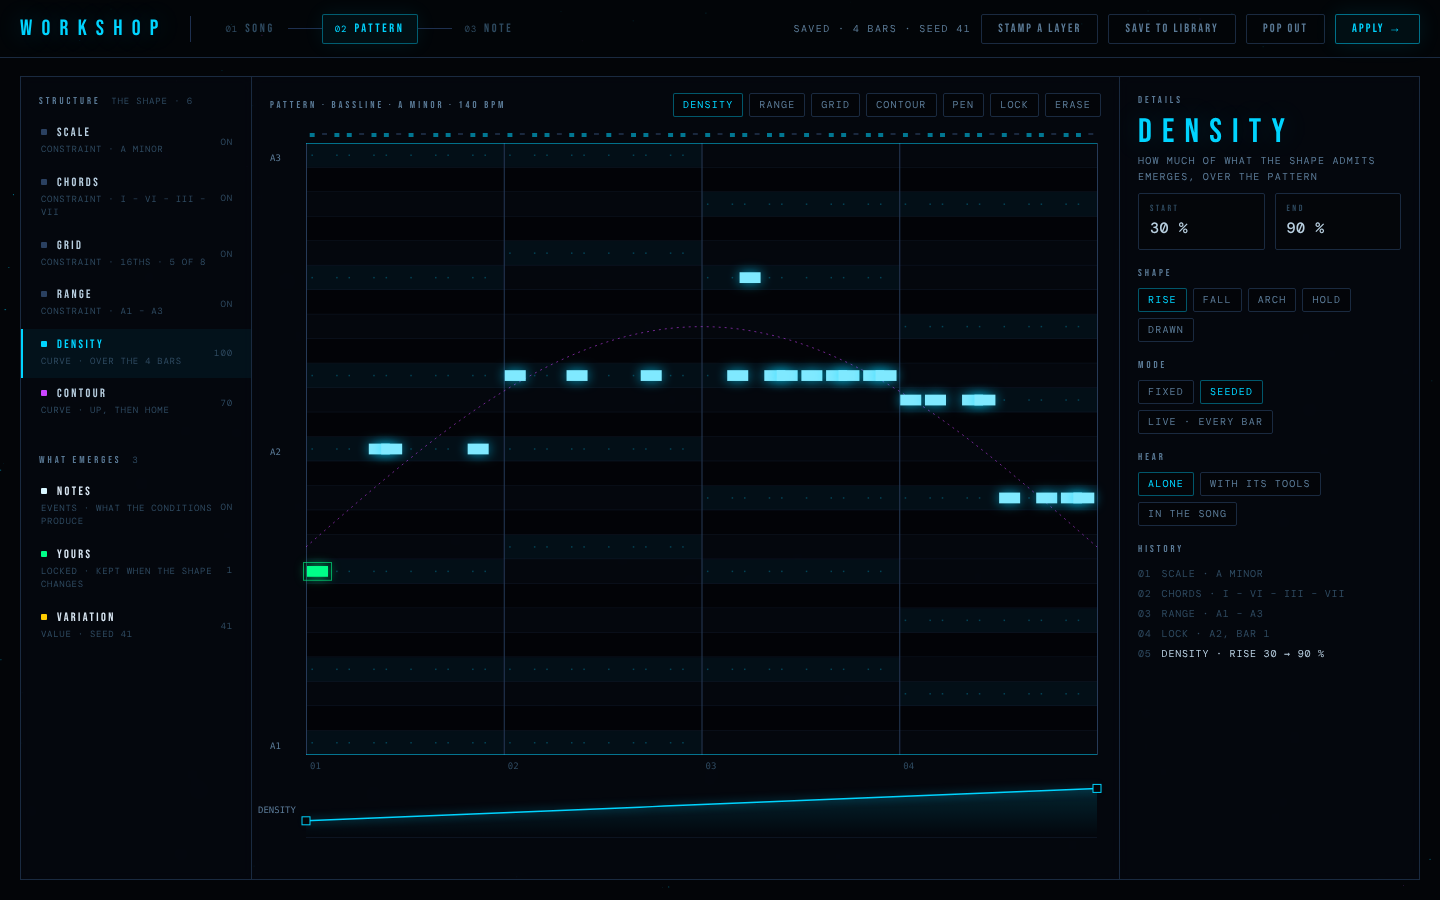 WORKSHOP
01 SONG
02 PATTERN
03 NOTE
SAVED · 4 BARS · SEED 41
STAMP A LAYER
SAVE TO LIBRARY
POP OUT
APPLY →
STRUCTURE THE SHAPE · 6
SCALE
CONSTRAINT · A MINOR
ON
CHORDS
CONSTRAINT · I – VI – III –
VII
ON
GRID
CONSTRAINT · 16THS · 5 OF 8
ON
RANGE
CONSTRAINT · A1 – A3
ON
DENSITY
CURVE · OVER THE 4 BARS
100
CONTOUR
CURVE · UP, THEN HOME
70
WHAT EMERGES 3
NOTES
EVENTS · WHAT THE CONDITIONS
PRODUCE
ON
YOURS
LOCKED · KEPT WHEN THE SHAPE
CHANGES
1
VARIATION
VALUE · SEED 41
41
PATTERN · BASSLINE · A MINOR · 140 BPM
DENSITY
RANGE
GRID
CONTOUR
PEN
LOCK
ERASE
A3
A2
A1
01
02
03
04
DENSITY
DETAILS
DENSITY
HOW MUCH OF WHAT THE SHAPE ADMITS
EMERGES, OVER THE PATTERN
START
30 %
END
90 %
SHAPE
RISE
FALL
ARCH
HOLD
DRAWN
MODE
FIXED
SEEDED
LIVE · EVERY BAR
HEAR
ALONE
WITH ITS TOOLS
IN THE SONG
HISTORY
01 SCALE · A MINOR
02 CHORDS · I – VI – III – VII
03 RANGE · A1 – A3
04 LOCK · A2, BAR 1
05 DENSITY · RISE 30 → 90 %